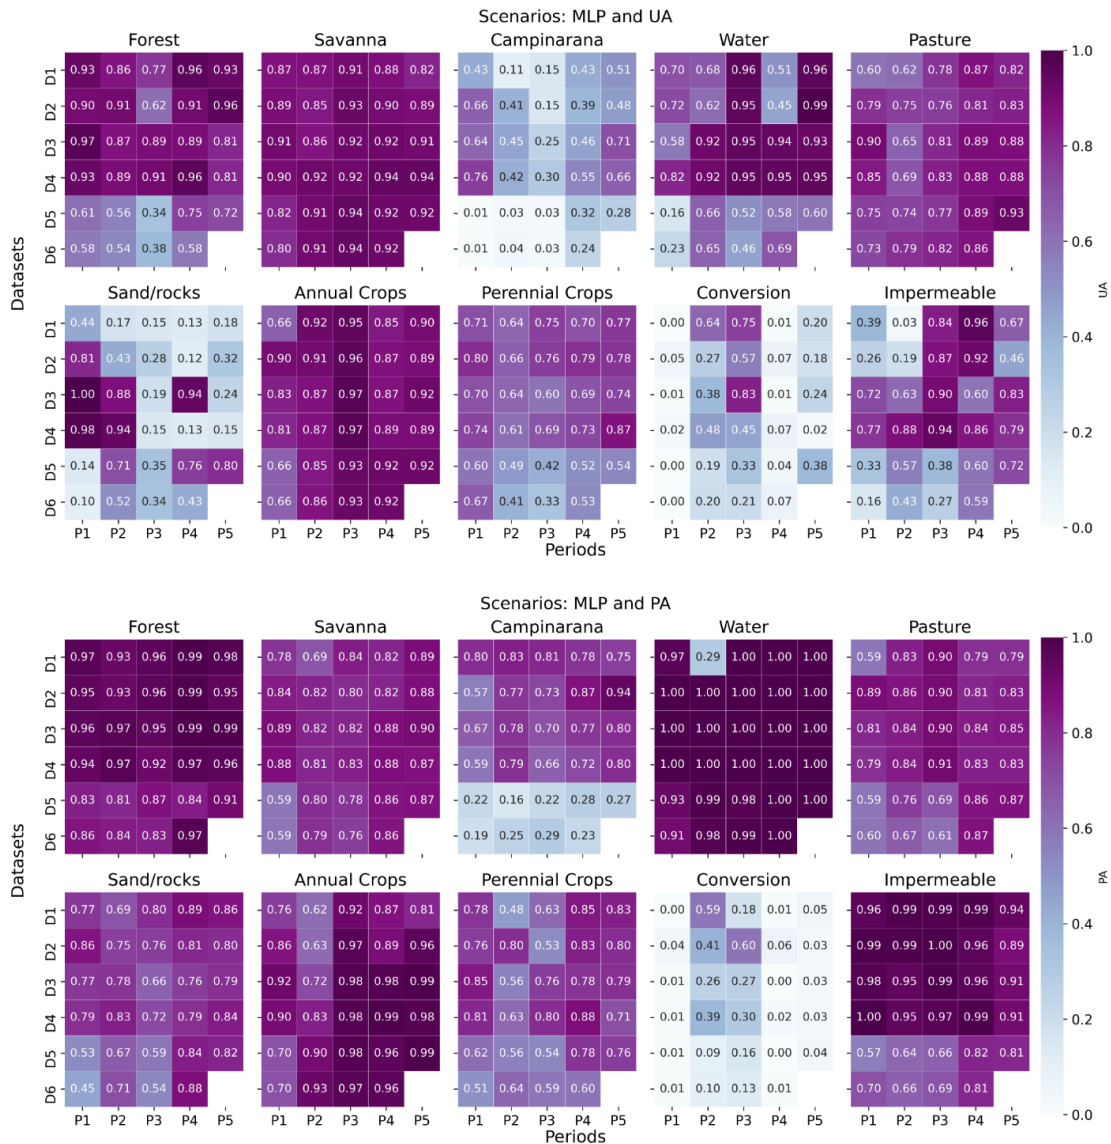 Scenarios: MLP and UA
Forest Savanna Campinarana Water Pasture
D1 0.93 0.86 0.77 0.96 0.93 0.87 0.87 0.91 0.88 0.82 0.43 0.11 0.15 0.43 0.51 0.70 0.68 0.96 0.51 0.96 0.60 0.62 0.78 0.87 0.82
D2 0.90 0.91 0.62 0.91 0.96 0.89 0.85 0.93 0.90 0.89 0.66 0.41 0.15 0.39 0.48 0.72 0.62 0.95 0.45 0.99 0.79 0.75 0.76 0.81 0.83
D3 0.97 0.87 0.89 0.89 0.81 0.91 0.86 0.92 0.92 0.91 0.64 0.45 0.25 0.46 0.71 0.58 0.92 0.95 0.94 0.93 0.90 0.65 0.81 0.89 0.88
D4 0.93 0.89 0.91 0.96 0.81 0.90 0.92 0.92 0.94 0.94 0.76 0.42 0.30 0.55 0.66 0.82 0.92 0.95 0.95 0.95 0.85 0.69 0.83 0.88 0.88
D5 0.61 0.56 0.34 0.75 0.72 0.82 0.91 0.94 0.92 0.92 0.01 0.03 0.03 0.32 0.28 0.16 0.66 0.52 0.58 0.60 0.75 0.74 0.77 0.89 0.93
D6 0.58 0.54 0.38 0.58 0.80 0.91 0.94 0.92 0.01 0.04 0.03 0.24 0.23 0.65 0.46 0.69 0.73 0.79 0.82 0.86
Sand/rocks Annual Crops Perennial Crops Conversion Impermeable
D1 0.44 0.17 0.15 0.13 0.18 0.66 0.92 0.95 0.85 0.90 0.71 0.64 0.75 0.70 0.77 0.00 0.64 0.75 0.01 0.20 0.39 0.03 0.84 0.96 0.67
D2 0.81 0.43 0.28 0.12 0.32 0.90 0.91 0.96 0.87 0.89 0.80 0.66 0.76 0.79 0.78 0.05 0.27 0.57 0.07 0.18 0.26 0.19 0.87 0.92 0.46
D3 1.00 0.88 0.19 0.94 0.24 0.83 0.87 0.97 0.87 0.92 0.70 0.64 0.60 0.69 0.74 0.01 0.38 0.83 0.01 0.24 0.72 0.63 0.90 0.60 0.83
D4 0.98 0.94 0.15 0.13 0.15 0.81 0.87 0.97 0.89 0.89 0.74 0.61 0.69 0.73 0.87 0.02 0.48 0.45 0.07 0.02 0.77 0.88 0.94 0.86 0.79
D5 0.14 0.71 0.35 0.76 0.80 0.66 0.85 0.93 0.92 0.92 0.60 0.49 0.42 0.52 0.54 0.00 0.19 0.33 0.04 0.38 0.33 0.57 0.38 0.60 0.72
D6 0.10 0.52 0.34 0.43 0.66 0.86 0.93 0.92 0.67 0.41 0.33 0.53 0.00 0.20 0.21 0.07 0.16 0.43 0.27 0.59
P1 P2 P3 P4 P5 P1 P2 P3 P4 P5 P1 P2 P3 P4 P5 P1 P2 P3 P4 P5 P1 P2 P3 P4 P5
Periods
Datasets
1.0
0.8
0.6
0.4
0.2
0.0
UA
Scenarios: MLP and PA
Forest Savanna Campinarana Water Pasture
D1 0.97 0.93 0.96 0.99 0.98 0.78 0.69 0.84 0.82 0.89 0.80 0.83 0.81 0.78 0.75 0.97 0.29 1.00 1.00 1.00 0.59 0.83 0.90 0.79 0.79
D2 0.95 0.93 0.96 0.99 0.95 0.84 0.82 0.80 0.82 0.88 0.57 0.77 0.73 0.87 0.94 1.00 1.00 1.00 1.00 1.00 0.89 0.86 0.90 0.81 0.83
D3 0.96 0.97 0.95 0.99 0.99 0.89 0.82 0.82 0.88 0.90 0.67 0.78 0.70 0.77 0.80 1.00 1.00 1.00 1.00 1.00 0.81 0.84 0.90 0.84 0.85
D4 0.94 0.97 0.92 0.97 0.96 0.88 0.81 0.83 0.88 0.87 0.59 0.79 0.66 0.72 0.80 1.00 1.00 1.00 1.00 1.00 0.79 0.84 0.91 0.83 0.83
D5 0.83 0.81 0.87 0.84 0.91 0.59 0.80 0.78 0.86 0.87 0.22 0.16 0.22 0.28 0.27 0.93 0.99 0.98 1.00 1.00 0.59 0.76 0.69 0.86 0.87
D6 0.86 0.84 0.83 0.97 0.59 0.79 0.76 0.86 0.19 0.25 0.29 0.23 0.91 0.98 0.99 1.00 0.60 0.67 0.61 0.87
Sand/rocks Annual Crops Perennial Crops Conversion Impermeable
D1 0.77 0.69 0.80 0.89 0.86 0.76 0.62 0.92 0.87 0.81 0.78 0.48 0.63 0.85 0.83 0.00 0.59 0.18 0.01 0.05 0.96 0.99 0.99 0.99 0.94
D2 0.86 0.75 0.76 0.81 0.80 0.86 0.63 0.97 0.89 0.96 0.76 0.80 0.53 0.83 0.80 0.04 0.41 0.60 0.06 0.03 0.99 0.99 1.00 0.96 0.89
D3 0.77 0.78 0.66 0.76 0.79 0.92 0.72 0.98 0.98 0.99 0.85 0.56 0.76 0.78 0.79 0.01 0.26 0.27 0.00 0.03 0.98 0.95 0.99 0.96 0.91
D4 0.79 0.83 0.72 0.79 0.84 0.90 0.83 0.98 0.99 0.98 0.81 0.63 0.80 0.88 0.71 0.01 0.39 0.30 0.02 0.03 1.00 0.95 0.97 0.99 0.91
D5 0.53 0.67 0.59 0.84 0.82 0.70 0.90 0.98 0.96 0.99 0.62 0.56 0.54 0.78 0.76 0.01 0.09 0.16 0.00 0.04 0.57 0.64 0.66 0.82 0.81
D6 0.45 0.71 0.54 0.88 0.70 0.93 0.97 0.96 0.51 0.64 0.59 0.60 0.01 0.10 0.13 0.01 0.70 0.66 0.69 0.81
P1 P2 P3 P4 P5 P1 P2 P3 P4 P5 P1 P2 P3 P4 P5 P1 P2 P3 P4 P5 P1 P2 P3 P4 P5
Periods
Datasets
1.0
0.8
0.6
0.4
0.2
0.0
PA